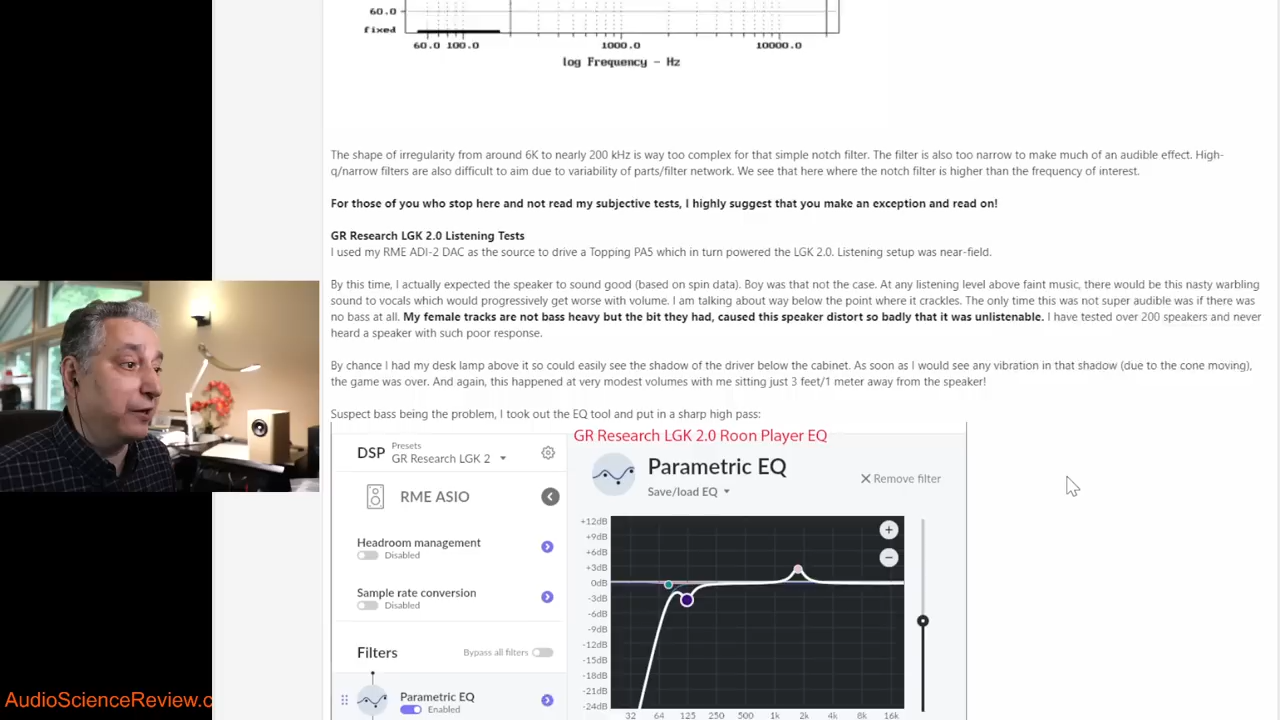 60.0
fixed
60.0 100.0 1000.0 10000.0
log Frequency - Hz
The shape of irregularity from around 6K to nearly 200 kHz is way too complex for that simple notch filter. The filter is also too narrow to make much of an audible effect. High-
q/narrow filters are also difficult to aim due to variability of parts/filter network. We see that here where the notch filter is higher than the frequency of interest.
For those of you who stop here and not read my subjective tests, I highly suggest that you make an exception and read on!
GR Research LGK 2.0 Listening Tests
I used my RME ADI-2 DAC as the source to drive a Topping PA5 which in turn powered the LGK 2.0. Listening setup was near-field.
By this time, I actually expected the speaker to sound good (based on spin data). Boy was that not the case. At any listening level above faint music, there would be this nasty warbling
sound to vocals which would progressively get worse with volume. I am talking about way below the point where it crackles. The only time this was not super audible was if there was
no bass at all. My female tracks are not bass heavy but the bit they had, caused this speaker distort so badly that it was unlistenable. I have tested over 200 speakers and never
heard a speaker with such poor response.
By chance I had my desk lamp above it so could easily see the shadow of the driver below the cabinet. As soon as I would see any vibration in that shadow (due to the cone moving),
the game was over. And again, this happened at very modest volumes with me sitting just 3 feet/1 meter away from the speaker!
Suspect bass being the problem, I took out the EQ tool and put in a sharp high pass:
GR Research LGK 2.0 Roon Player EQ
DSP
Presets
GR Research LGK 2
Parametric EQ
Save/load EQ
Remove filter
RME ASIO
Headroom management
Disabled
Sample rate conversion
Disabled
Filters
Bypass all filters
Parametric EQ
Enabled
+12dB
+9dB
+6dB
+3dB
0dB
-3dB
-6dB
-9dB
-12dB
-15dB
-18dB
-21dB
-24dB
32 64 125 250 500 1k 2k 4k 8k 16k
AudioScienceReview.c